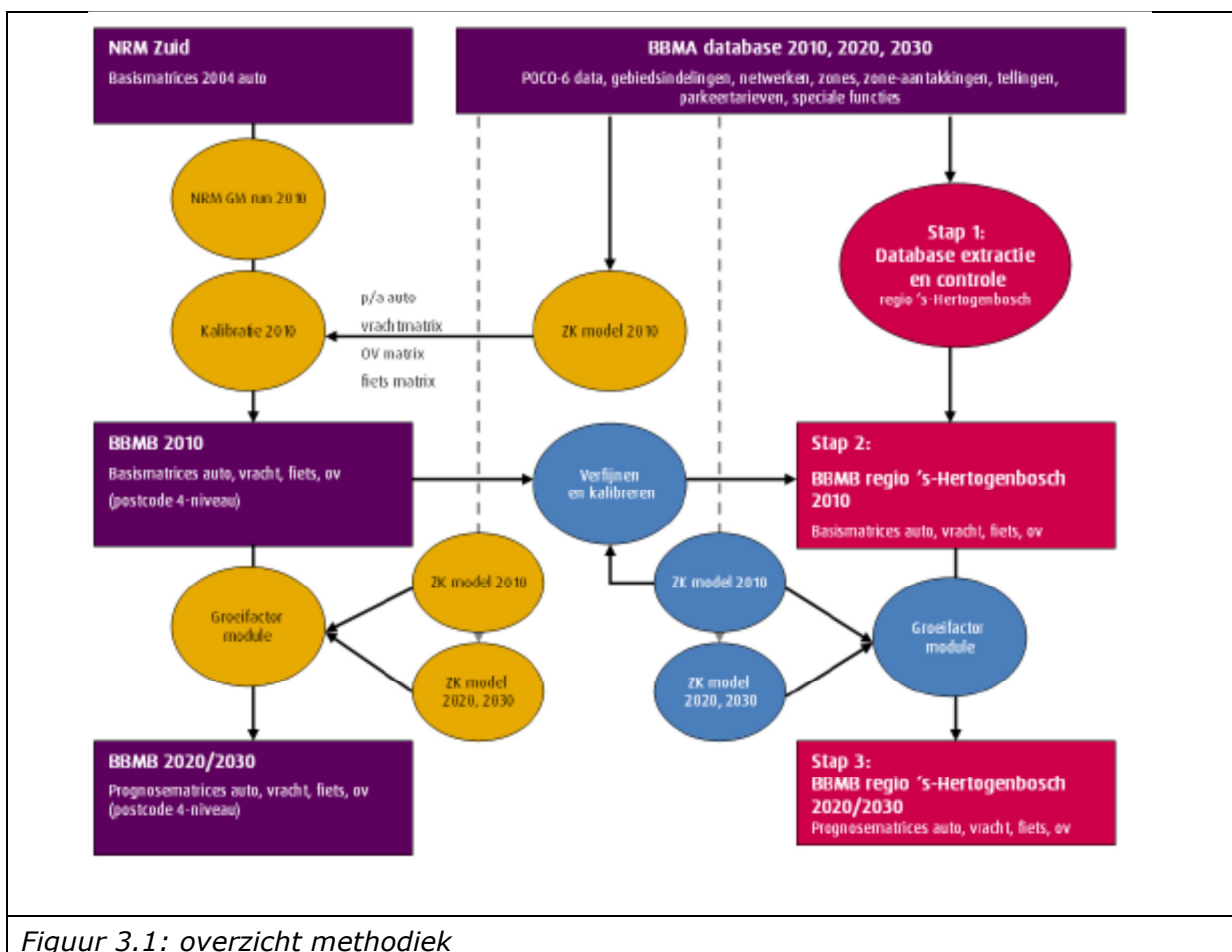 NRM Zuid
Basismatrices 2004 auto
BBMA database 2010, 2020, 2030
POCO-6 data, gebiedsindelingen, netwerken, zones, zone-aantakkingen, tellingen,
parkeertarieven, speciale functies
NRM GM run 2010
Stap 1:
Database extractie
en controle
regio 's-Hertogenbosch
Kalibratie 2010
p/a auto
vrachtmatrix
OV matrix
fiets matrix
ZK model 2010
BBMB 2010
Basismatrices auto, vracht, fiets, ov
(postcode 4-niveau)
Verfijnen
en kalibreren
Stap 2:
BBMB regio 's-Hertogenbosch
2010
Basismatrices auto, vracht, fiets, ov
ZK model 2010
ZK model 2010
Groeifactor
module
Groeifactor
module
ZK model
2020, 2030
ZK model
2020, 2030
BBMB 2020/2030
Prognosematrices auto, vracht, fiets, ov
(postcode 4-niveau)
Stap 3:
BBMB regio 's-Hertogenbosch
2020/2030
Prognosematrices auto, vracht, fiets, ov
Figuur 3.1: overzicht methodiek